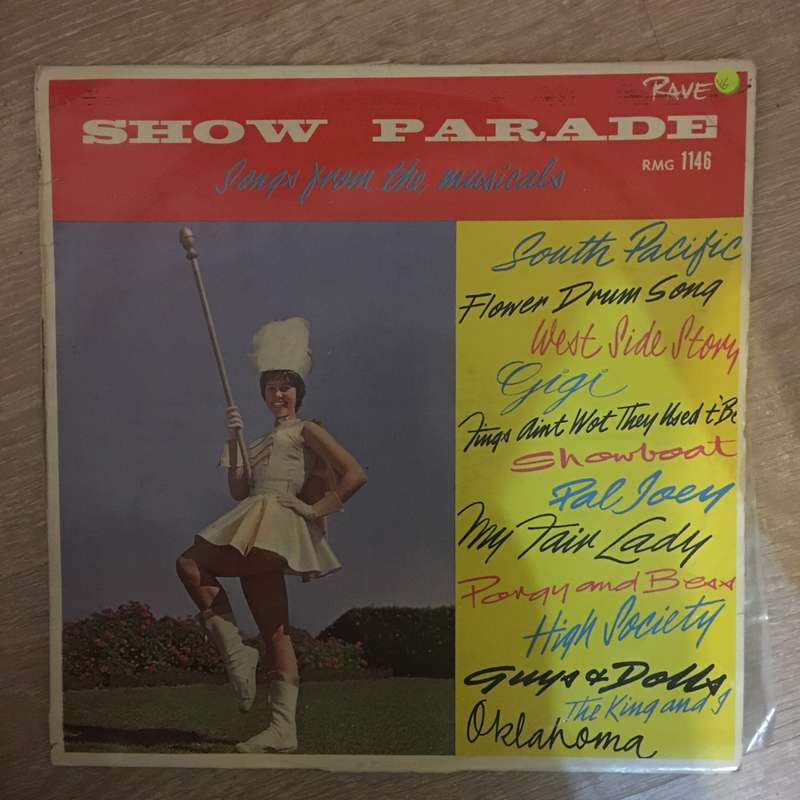 RAVE
SHOW PARADE
RMG 1146
Songs from the musicals
South Pacific
Flower Drum Song
West Side Story
Gigi
Fings Aint Wot They Used t'Be
Showboat
Pal Joey
My Fair Lady
Porgy and Bess
High Society
Guys & Dolls
The King and I
Oklahoma